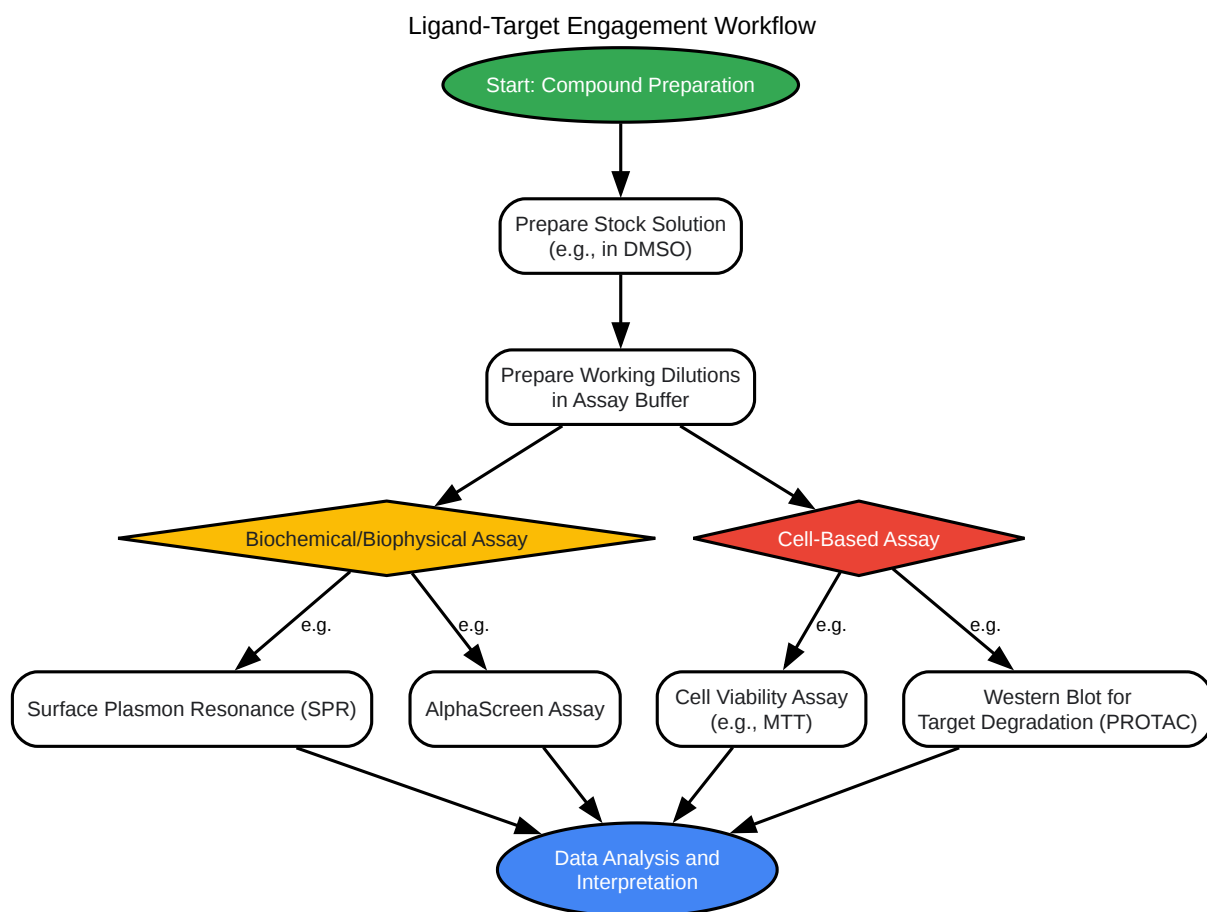 Ligand-Target Engagement Workflow
Start: Compound Preparation
Prepare Stock Solution
(e.g., in DMSO)
Prepare Working Dilutions
in Assay Buffer
Biochemical/Biophysical Assay
Cell-Based Assay
e.g.
e.g.
e.g.
e.g.
Surface Plasmon Resonance (SPR)
AlphaScreen Assay
Cell Viability Assay
(e.g., MTT)
Western Blot for
Target Degradation (PROTAC)
Data Analysis and
Interpretation